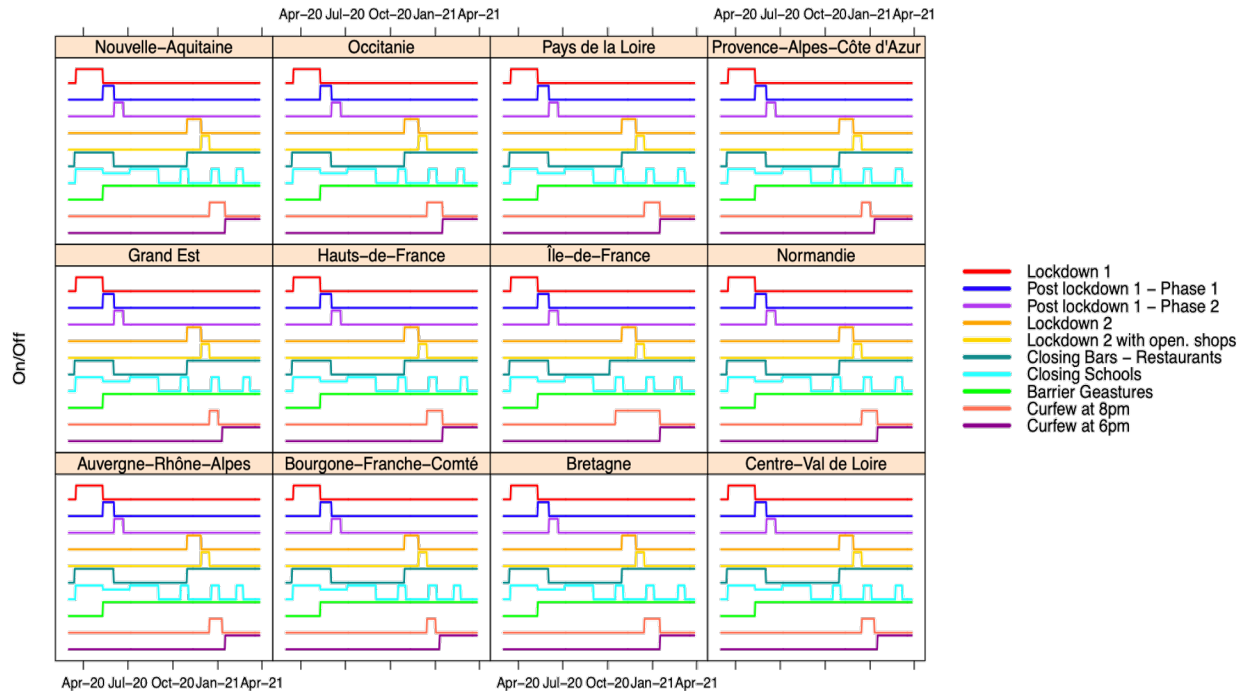 Apr−20 Jul−20 Oct−20 Jan−21 Apr−21 Apr−20 Jul−20 Oct−20 Jan−21 Apr−21
Nouvelle−Aquitaine Occitanie Pays de la Loire Provence−Alpes−Côte d'Azur
Grand Est Hauts−de−France Île−de−France Normandie
Auvergne−Rhône−Alpes Bourgone−Franche−Comté Bretagne Centre−Val de Loire
Apr−20 Jul−20 Oct−20 Jan−21 Apr−21 Apr−20 Jul−20 Oct−20 Jan−21 Apr−21
On/Off
Lockdown 1
Post lockdown 1 − Phase 1
Post lockdown 1 − Phase 2
Lockdown 2
Lockdown 2 with open. shops
Closing Bars − Restaurants
Closing Schools
Barrier Geastures
Curfew at 8pm
Curfew at 6pm